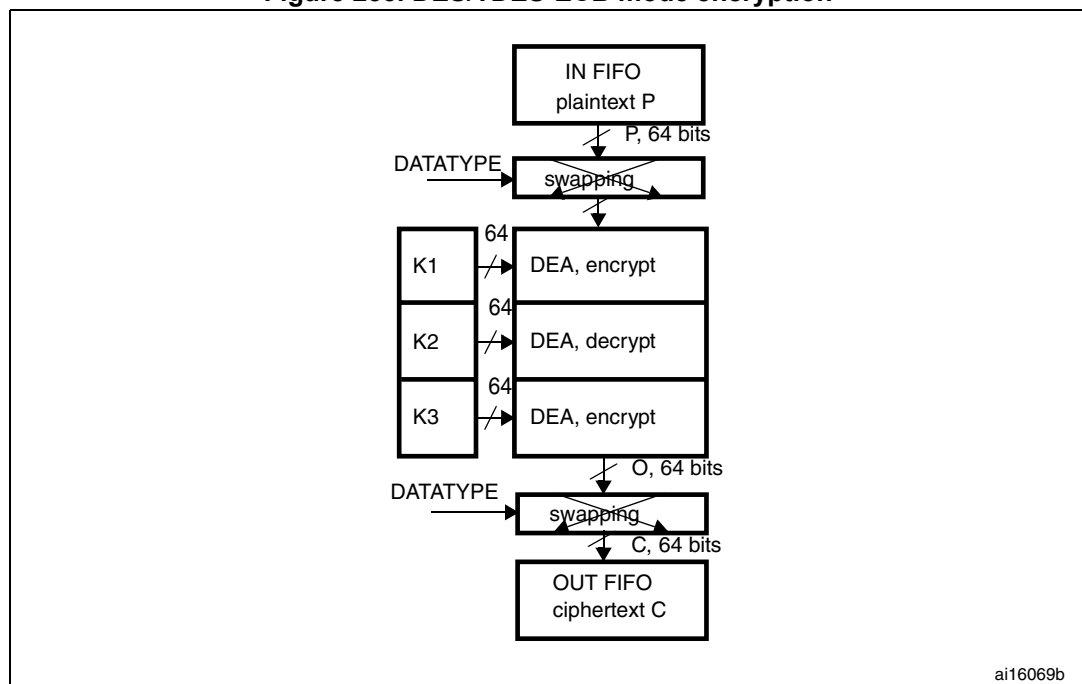 IN FIFO
plaintext P
P, 64 bits
DATATYPE
swapping
64
K1
DEA, encrypt
64
K2
DEA, decrypt
64
K3
DEA, encrypt
O, 64 bits
DATATYPE
swapping
C, 64 bits
OUT FIFO
ciphertext C
ai16069b